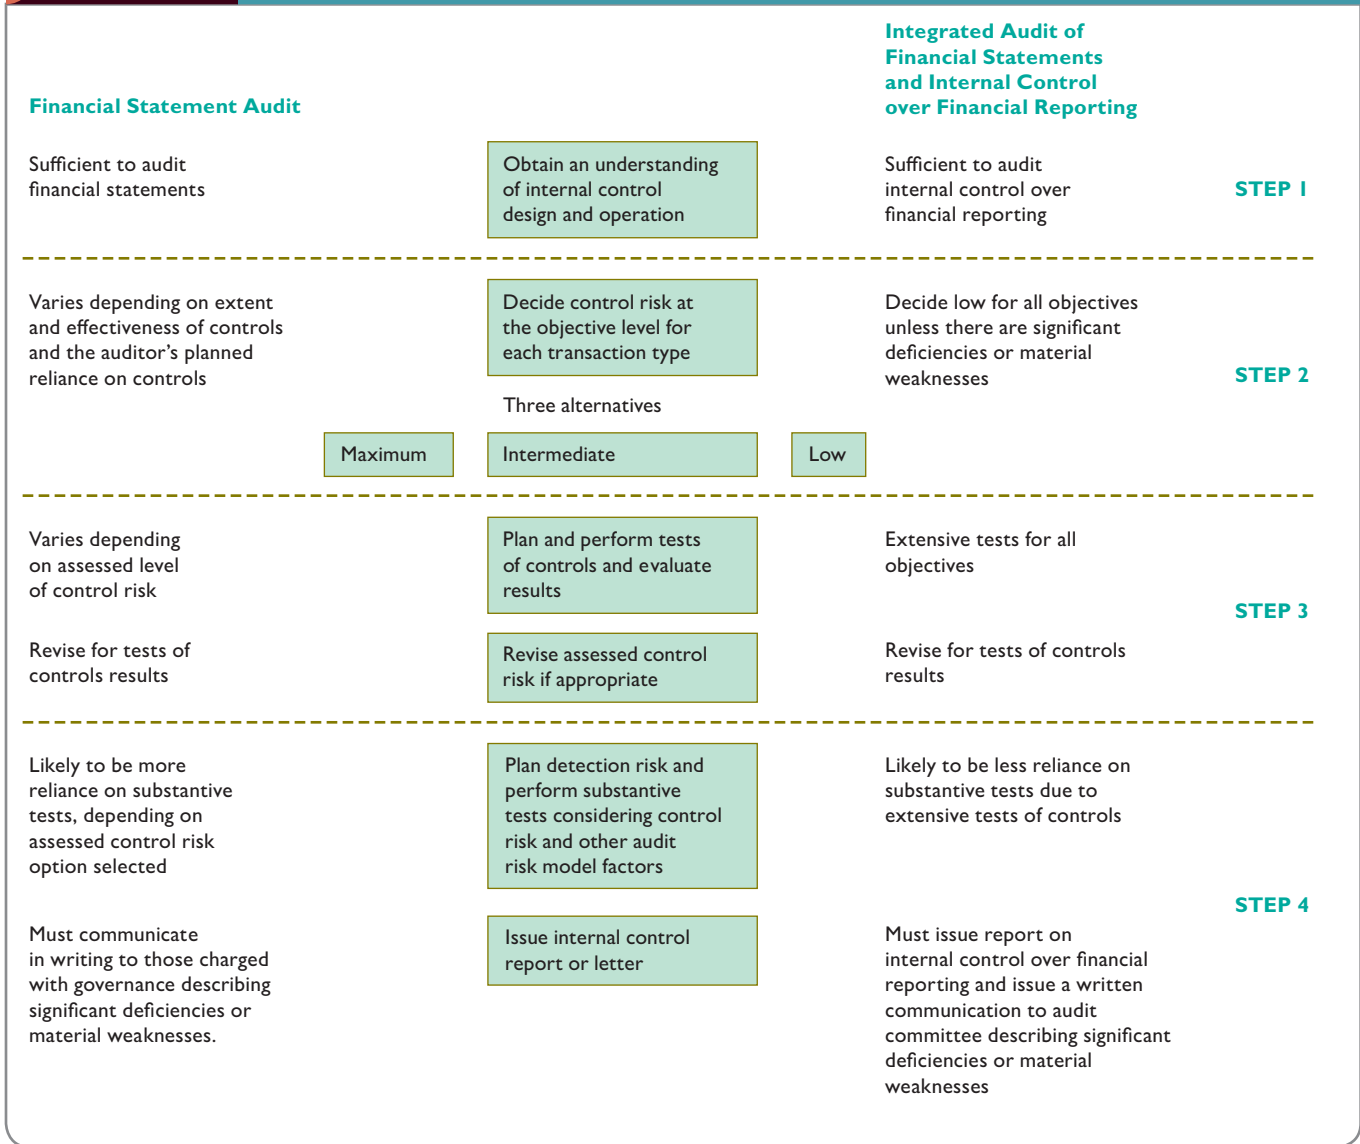 Financial Statement Audit
Integrated Audit of
Financial Statements
and Internal Control
over Financial Reporting
Sufficient to audit
financial statements
Obtain an understanding
of internal control
design and operation
Sufficient to audit
internal control over
financial reporting
STEP 1
Varies depending on extent
and effectiveness of controls
and the auditor's planned
reliance on controls
Decide control risk at
the objective level for
each transaction type
Decide low for all objectives
unless there are significant
deficiencies or material
weaknesses
STEP 2
Three alternatives
Maximum
Intermediate
Low
Varies depending
on assessed level
of control risk
Plan and perform tests
of controls and evaluate
results
Extensive tests for all
objectives
STEP 3
Revise for tests of
controls results
Revise assessed control
risk if appropriate
Revise for tests of controls
results
Likely to be more
reliance on substantive
tests, depending on
assessed control risk
option selected
Plan detection risk and
perform substantive
tests considering control
risk and other audit
risk model factors
Likely to be less reliance on
substantive tests due to
extensive tests of controls
STEP 4
Must communicate
in writing to those charged
with governance describing
significant deficiencies or
material weaknesses.
Issue internal control
report or letter
Must issue report on
internal control over financial
reporting and issue a written
communication to audit
committee describing significant
deficiencies or material
weaknesses